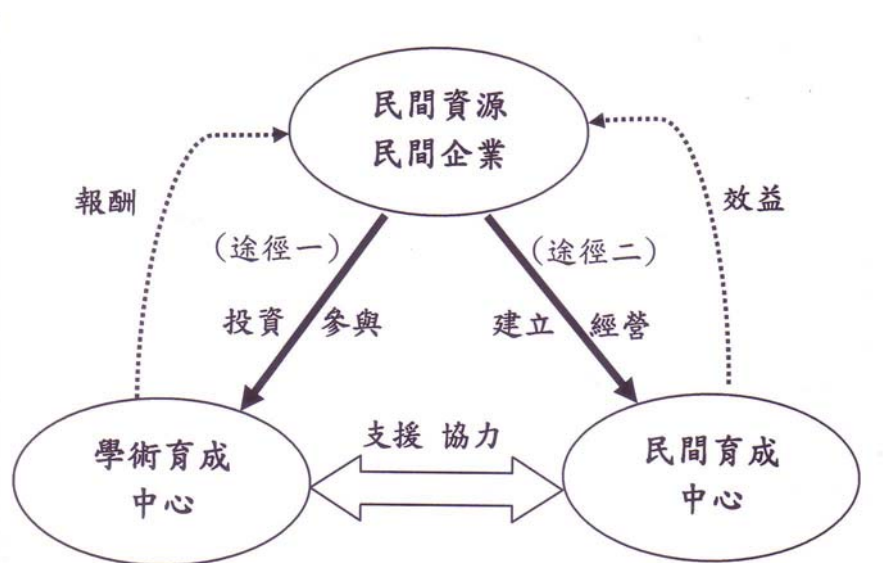 民間資源
民間企業
報酬
效益
(途徑一)
(途徑二)
投資 參與
建立 經營
支援 協力
學術育成
中心
民間育成
中心